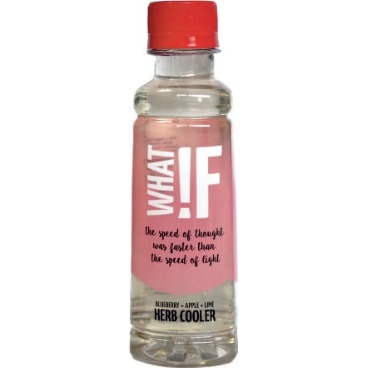 WHAT
!F
the speed of thought
was faster than
the speed of light
BLUEBERRY + APPLE + LIME
HERB COOLER